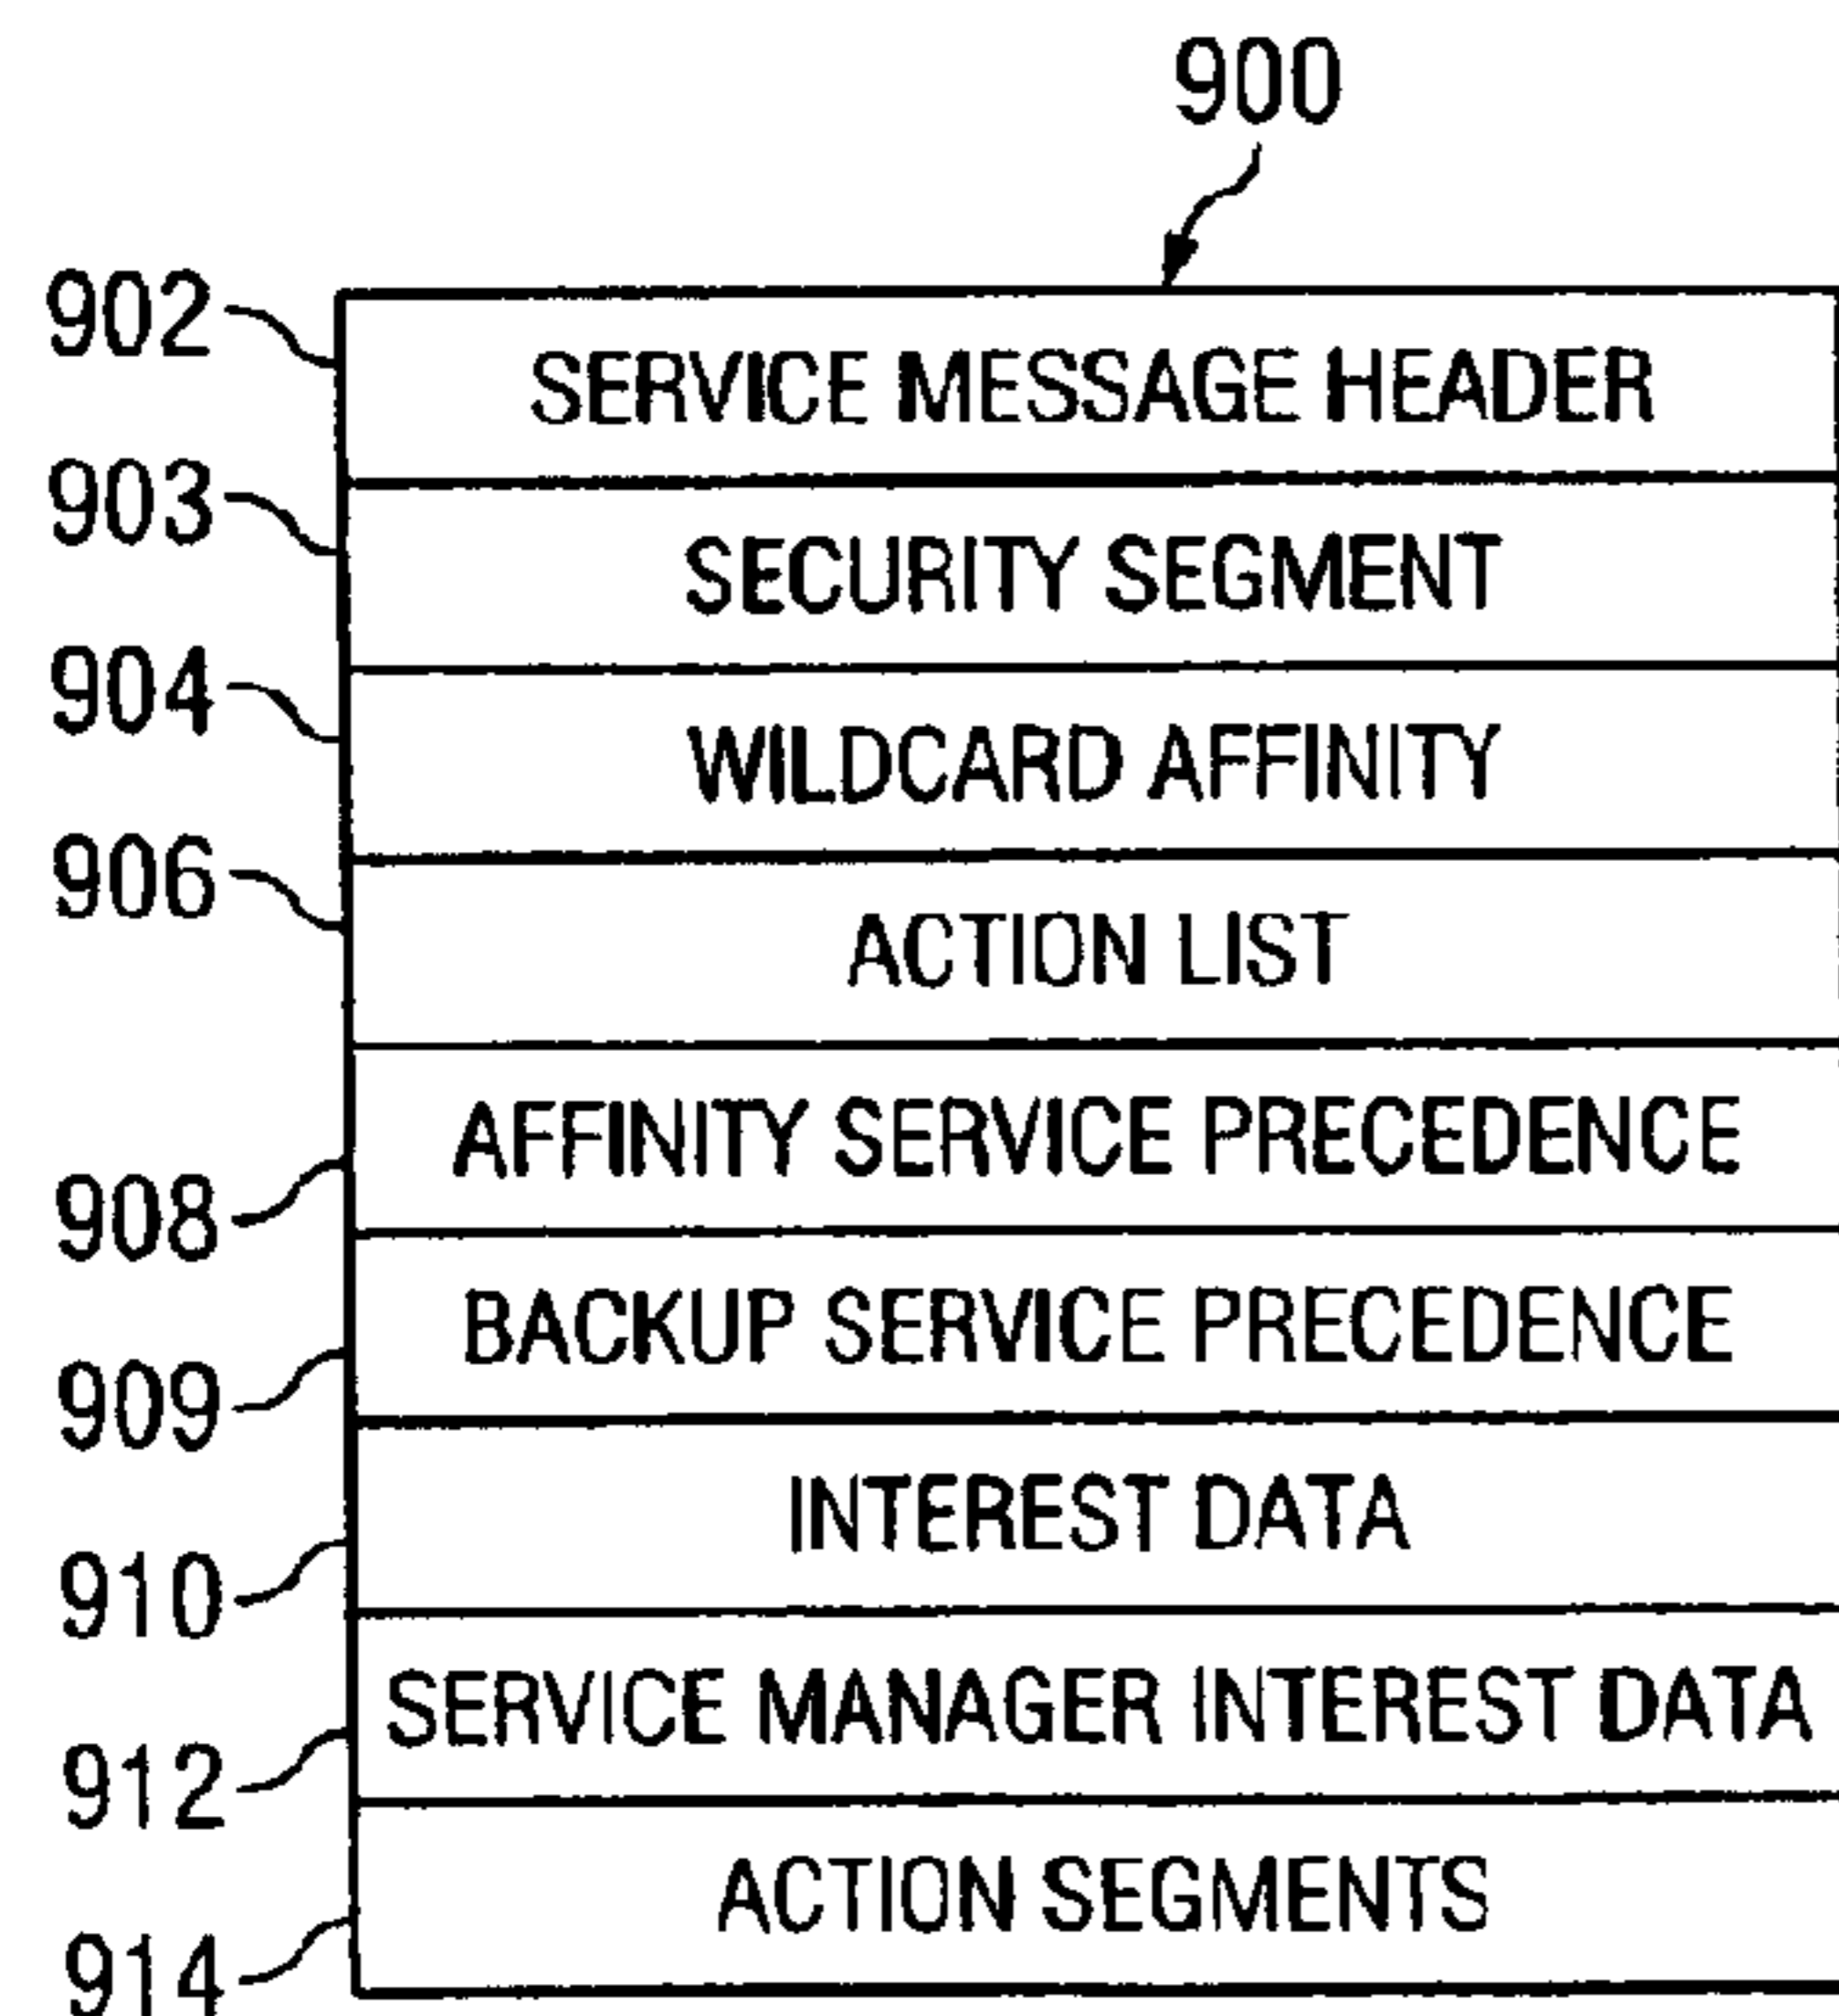 900
902 SERVICE MESSAGE HEADER
903 SECURITY SEGMENT
904 WILDCARD AFFINITY
906 ACTION LIST
908 AFFINITY SERVICE PRECEDENCE
909 BACKUP SERVICE PRECEDENCE
910 INTEREST DATA
912 SERVICE MANAGER INTEREST DATA
914 ACTION SEGMENTS